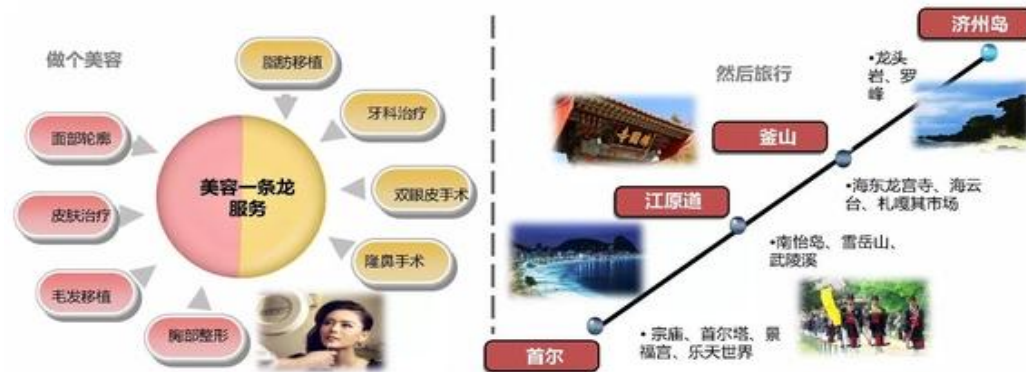 做个美容
脂肪移植
牙科治疗
面部轮廓
美容一条龙
服务
双眼皮手术
皮肤治疗
隆鼻手术
毛发移植
胸部整形
然后旅行
济州岛
•龙头
岩、罗
峰
釜山
•海东龙宫寺、海云
台、札嘎其市场
江原道
•南怡岛、雪岳山、
武陵溪
首尔
• 宗庙、首尔塔、景
福宫、乐天世界